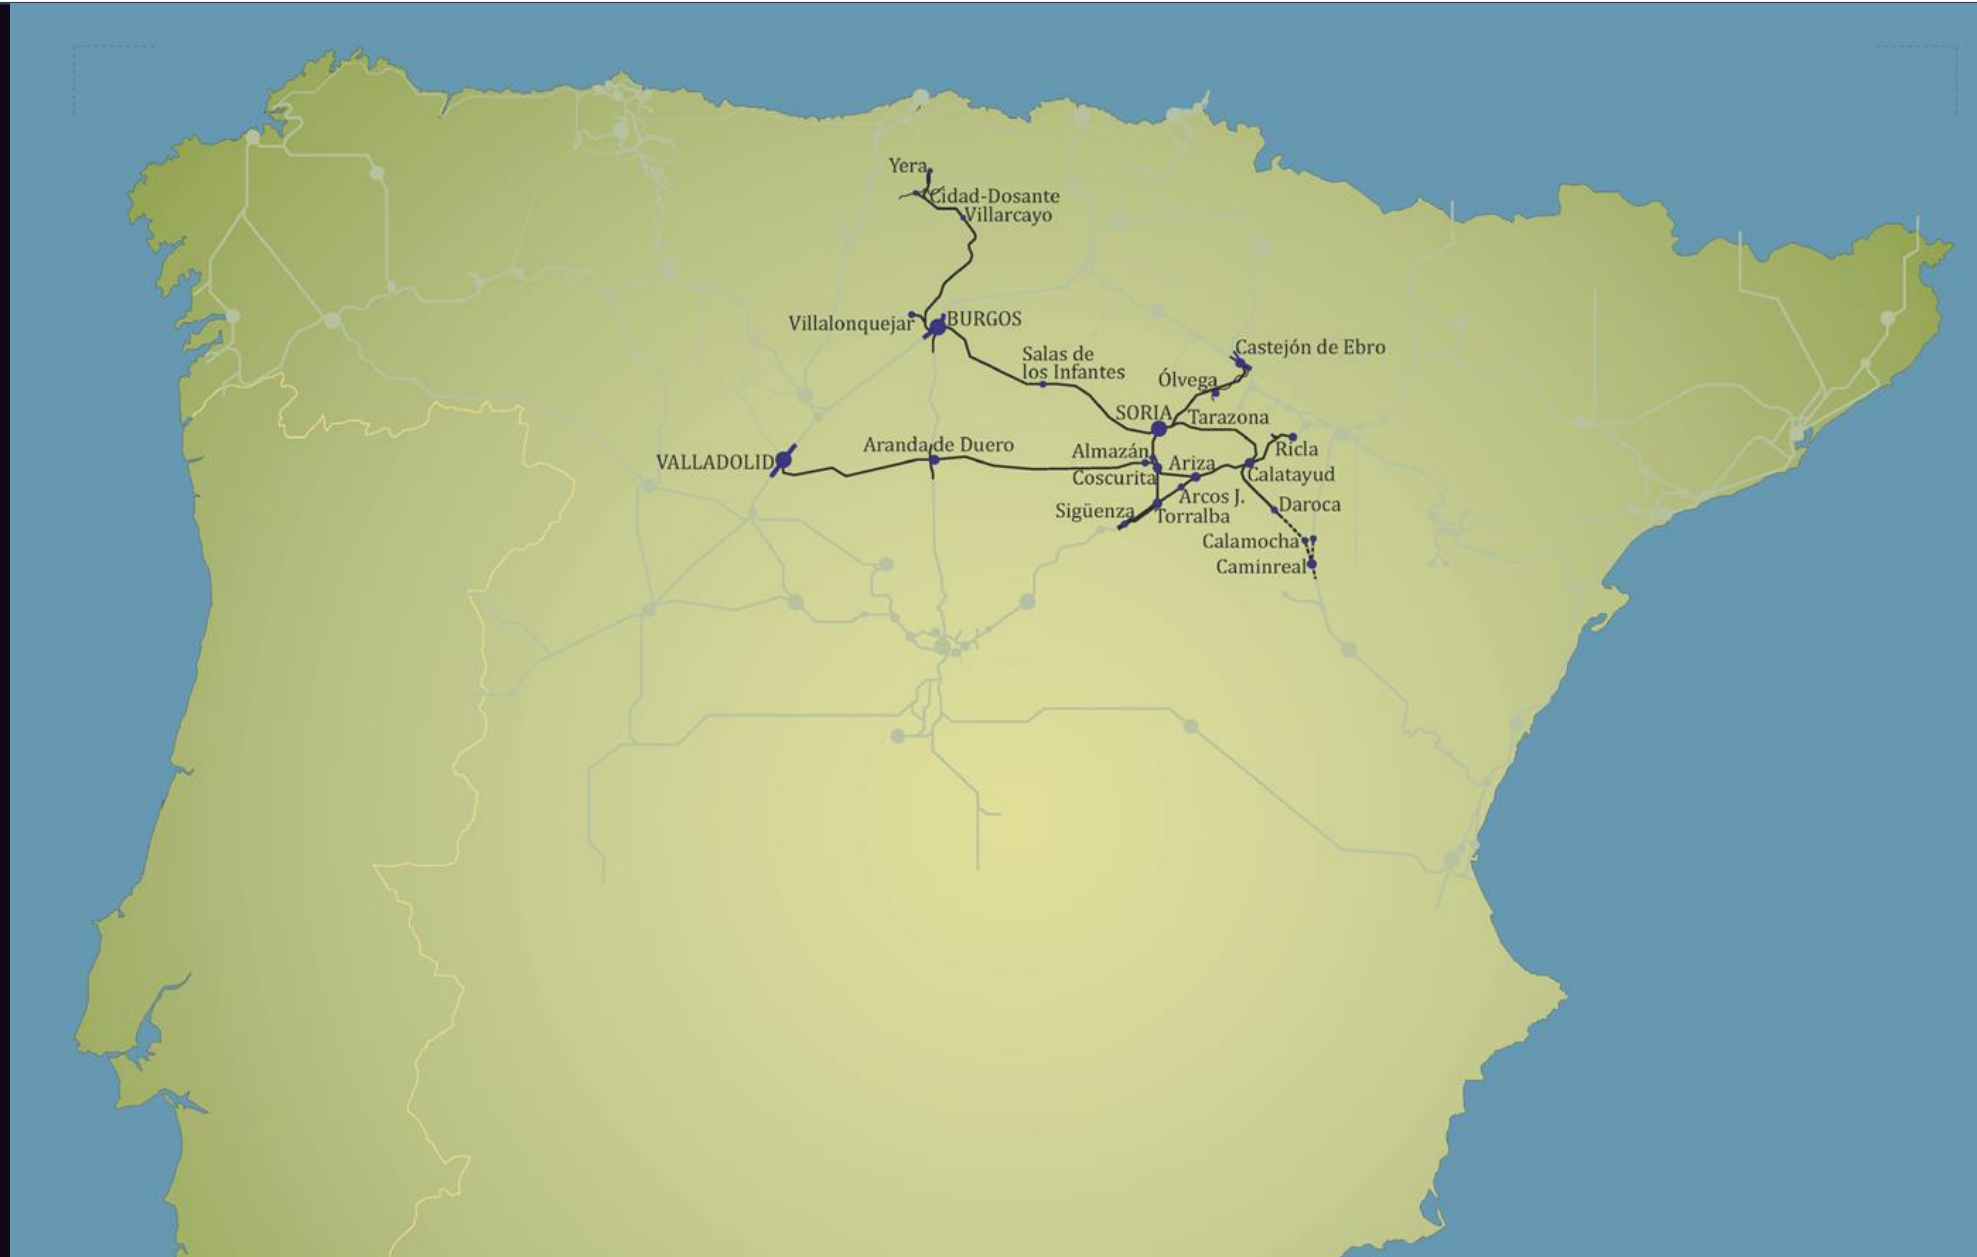 Yera
Cidad-Dosante
Villarcayo
Villalonquejar
BURGOS
Castejón de Ebro
Salas de
los Infantes
Ólvega
SORIA
Tarazona
Aranda de Duero
Almazán
Ricla
VALLADOLID
Ariza
Coscurita
Calatayud
Arcos J.
Daroca
Sigüenza
Torralba
Calamocha
Caminreal